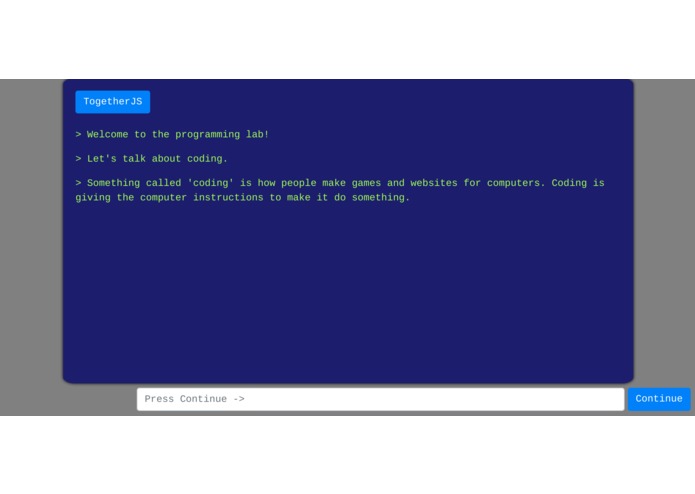 TogetherJS
> Welcome to the programming lab!
> Let's talk about coding.
> Something called 'coding' is how people make games and websites for computers. Coding is
giving the computer instructions to make it do something.
Press Continue ->
Continue